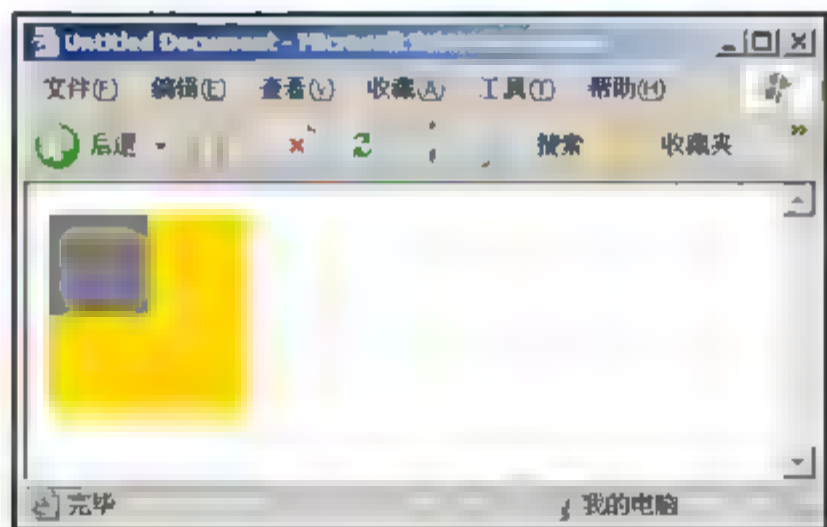 Untitled Document - Microsoft
文件(F) 编辑(E) 查看(V) 收藏(A) 工具(T) 帮助(H)
后退 搜索 收藏夹 »
完毕 我的电脑